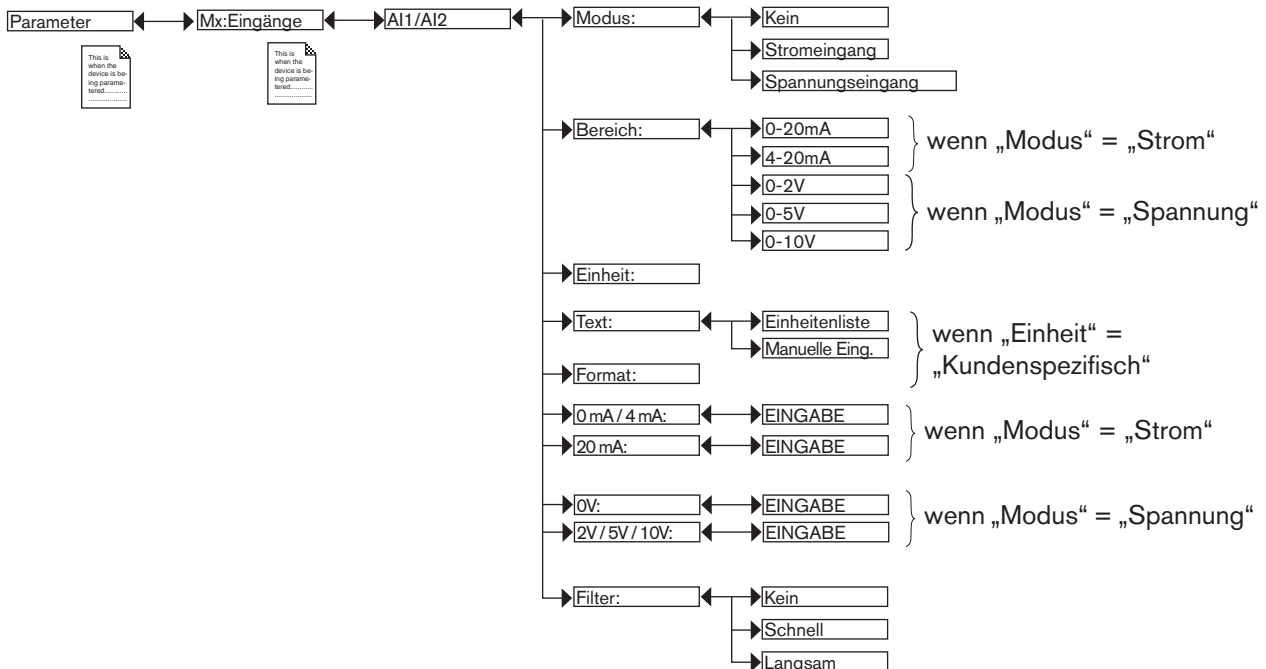 Parameter
Mx:Eingänge
AI1/AI2
Modus:
Kein
Stromeingang
Spannungseingang
This is
when the
device is be-
ing parame-
tered...........
...................
This is
when the
device is be-
ing parame-
tered...........
...................
Bereich:
0-20mA
4-20mA
wenn „Modus“ = „Strom“
0-2V
0-5V
0-10V
wenn „Modus“ = „Spannung“
Einheit:
Text:
Einheitenliste
Manuelle Eing.
Format:
wenn „Einheit“ =
„Kundenspezifisch“
0 mA / 4 mA:
EINGABE
20 mA:
EINGABE
wenn „Modus“ = „Strom“
0V:
EINGABE
2V / 5V / 10V:
EINGABE
wenn „Modus“ = „Spannung“
Filter:
Kein
Schnell
Langsam